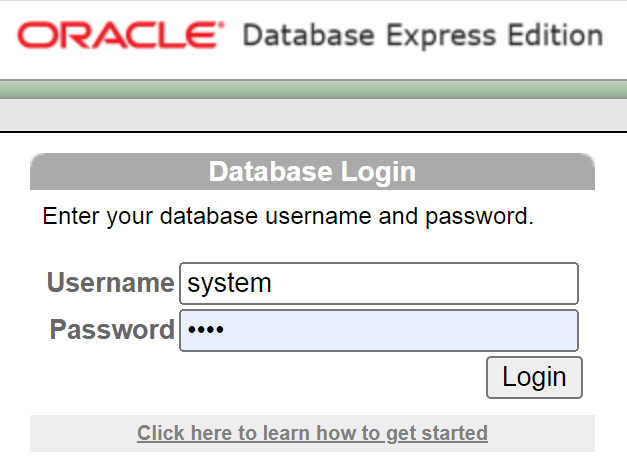 ORACLE Database Express Edition
Database Login
Enter your database username and password.
Username system
Password ••••
Login
Click here to learn how to get started